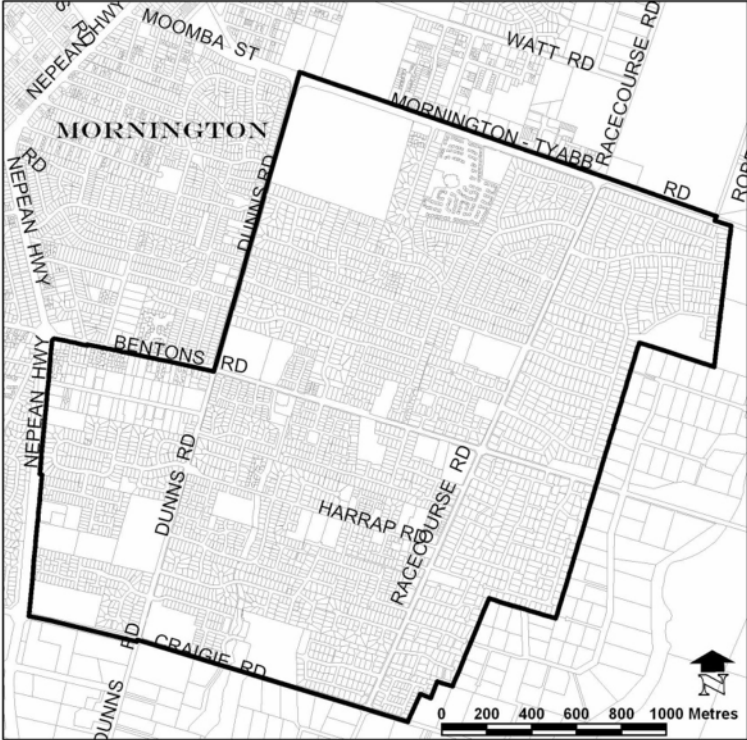 S RD
NEPEAN HWY
MOOMBA ST
WATT RD
RACECOURSE RD
MORNINGTON
MORNINGTON - TYABB
RD
RD
NEPEAN HWY
DUNNS RD
BENTONS RD
NEPEAN HWY
DUNNS RD
HARRAP RD
RACECOURSE RD
CRAIGIE RD
DUNNS RD
N
0 200 400 600 800 1000 Metres